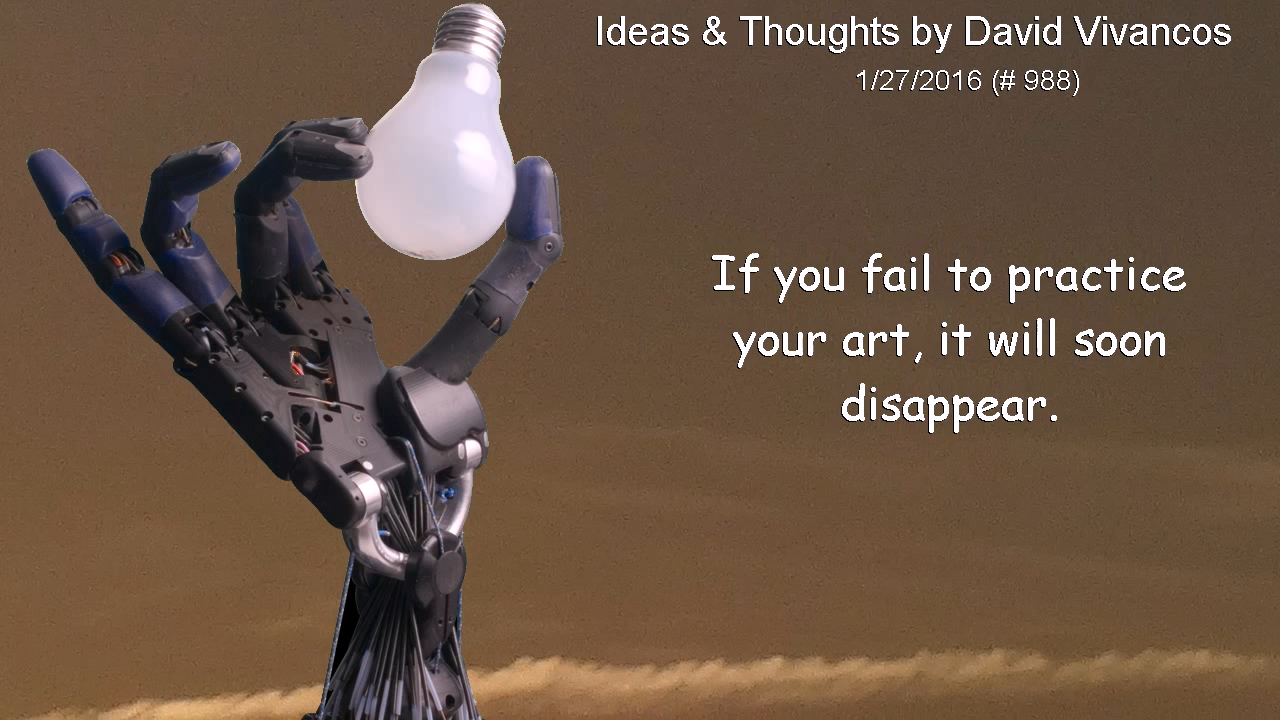 Ideas & Thoughts by David Vivancos
1/27/2016 (# 988)
If you fail to practice
your art, it will soon
disappear.